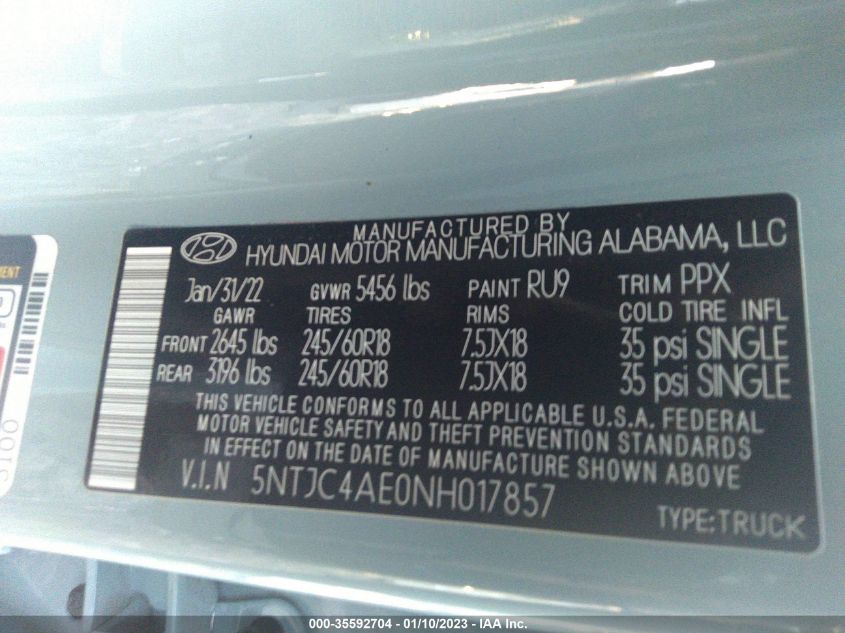 MANUFACTURED BY
HYUNDAI MOTOR MANUFACTURING ALABAMA, LLC
Jan/31/22 GVWR 5456 lbs PAINT RU9 TRIM PPX
GAWR TIRES RIMS COLD TIRE INFL
FRONT 2645 lbs 245/60R18 7.5JX18 35 psi SINGLE
REAR 3196 lbs 245/60R18 7.5JX18 35 psi SINGLE
THIS VEHICLE CONFORMS TO ALL APPLICABLE U.S.A. FEDERAL
MOTOR VEHICLE SAFETY AND THEFT PREVENTION STANDARDS
IN EFFECT ON THE DATE OF MANUFACTURE SHOWN ABOVE
V.I.N 5NTJC4AE0NH017857
TYPE:TRUCK
000-35592704 - 01/10/2023 - IAA Inc.